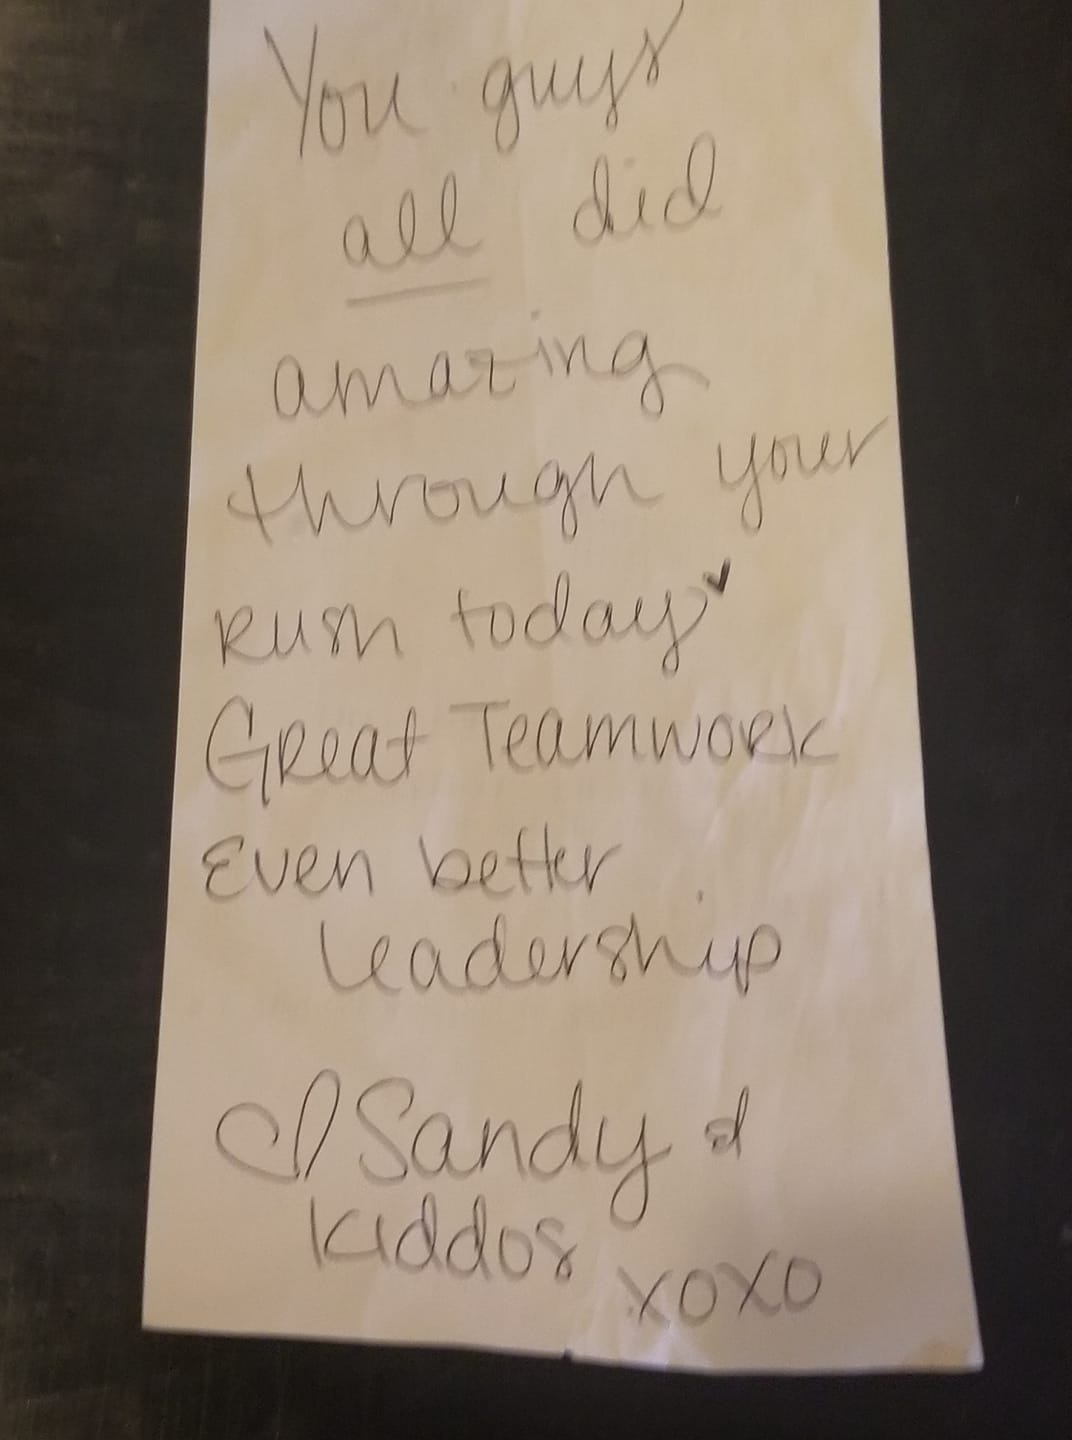 You guys
all did
amazing
through your
Rush today
Great Teamwork
Even better
leadership
♡ Sandy &
kiddos
xoxo